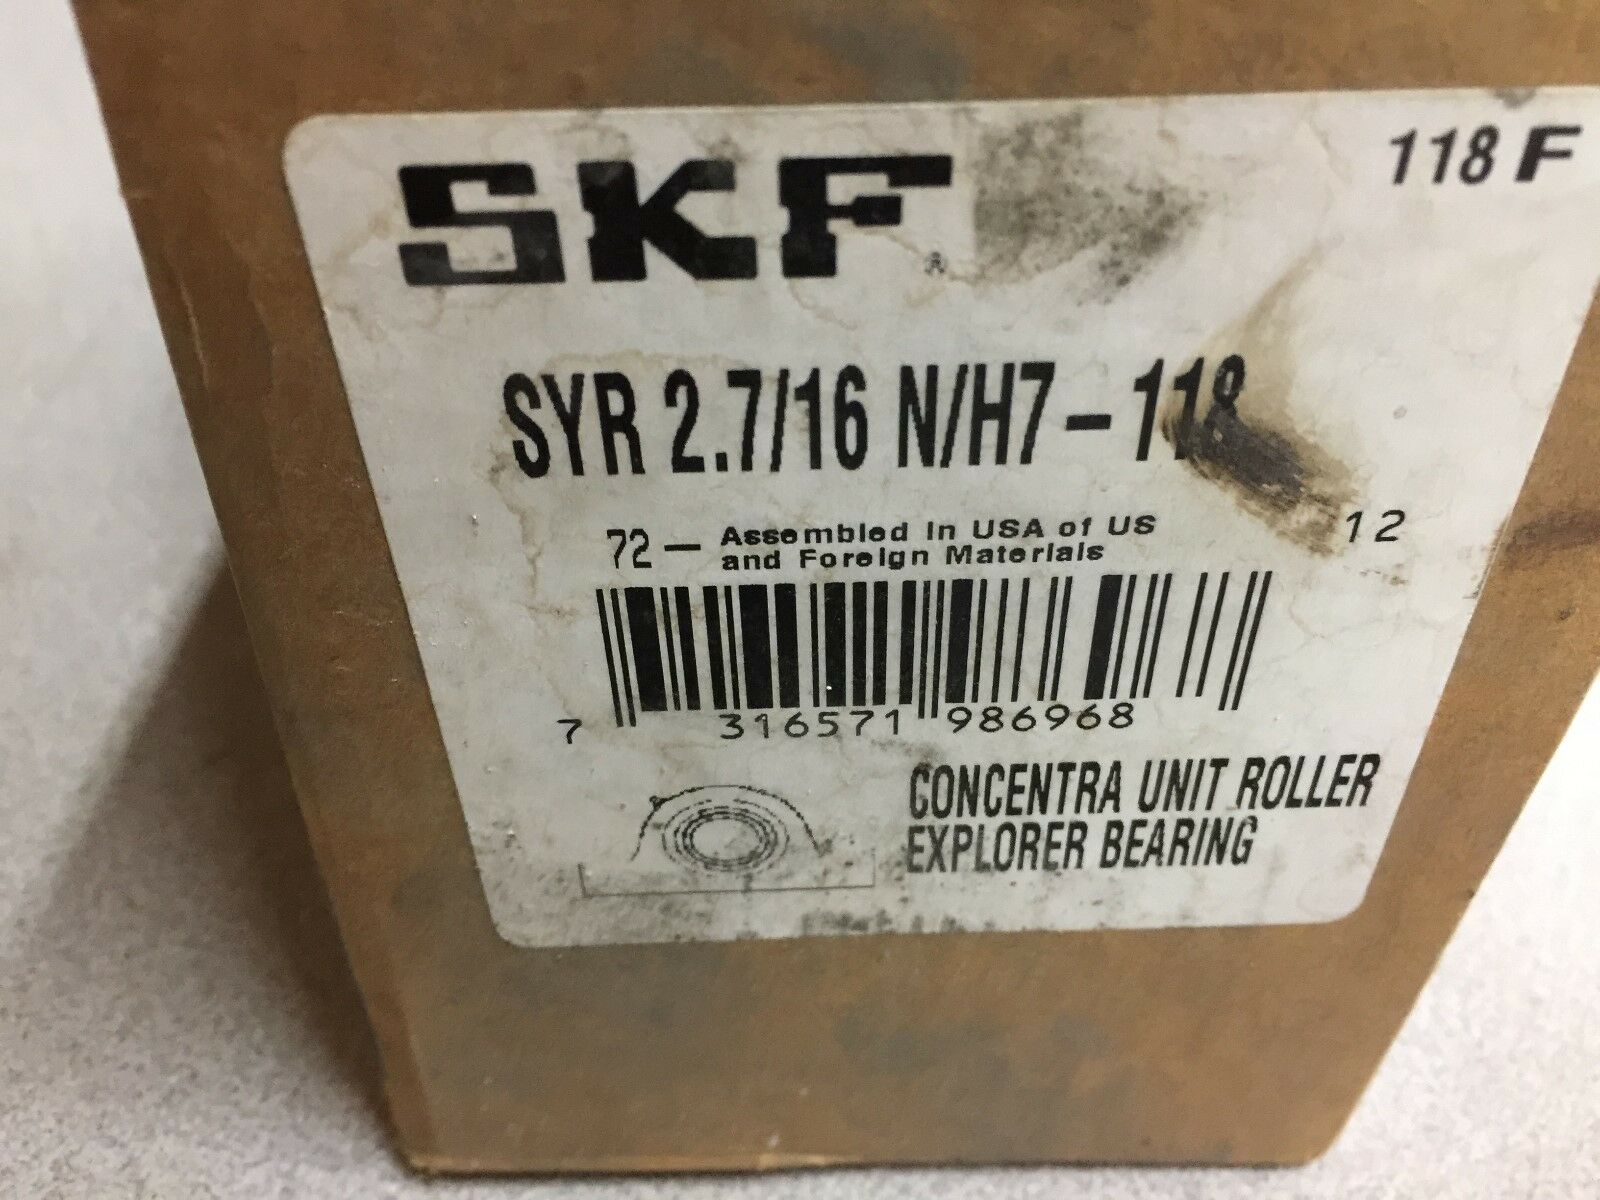 118 F
SKF®
SYR 2.7/16 N/H7-118
72 - Assembled in USA of US
and Foreign Materials
12
7 316571 986968
CONCENTRA UNIT ROLLER
EXPLORER BEARING